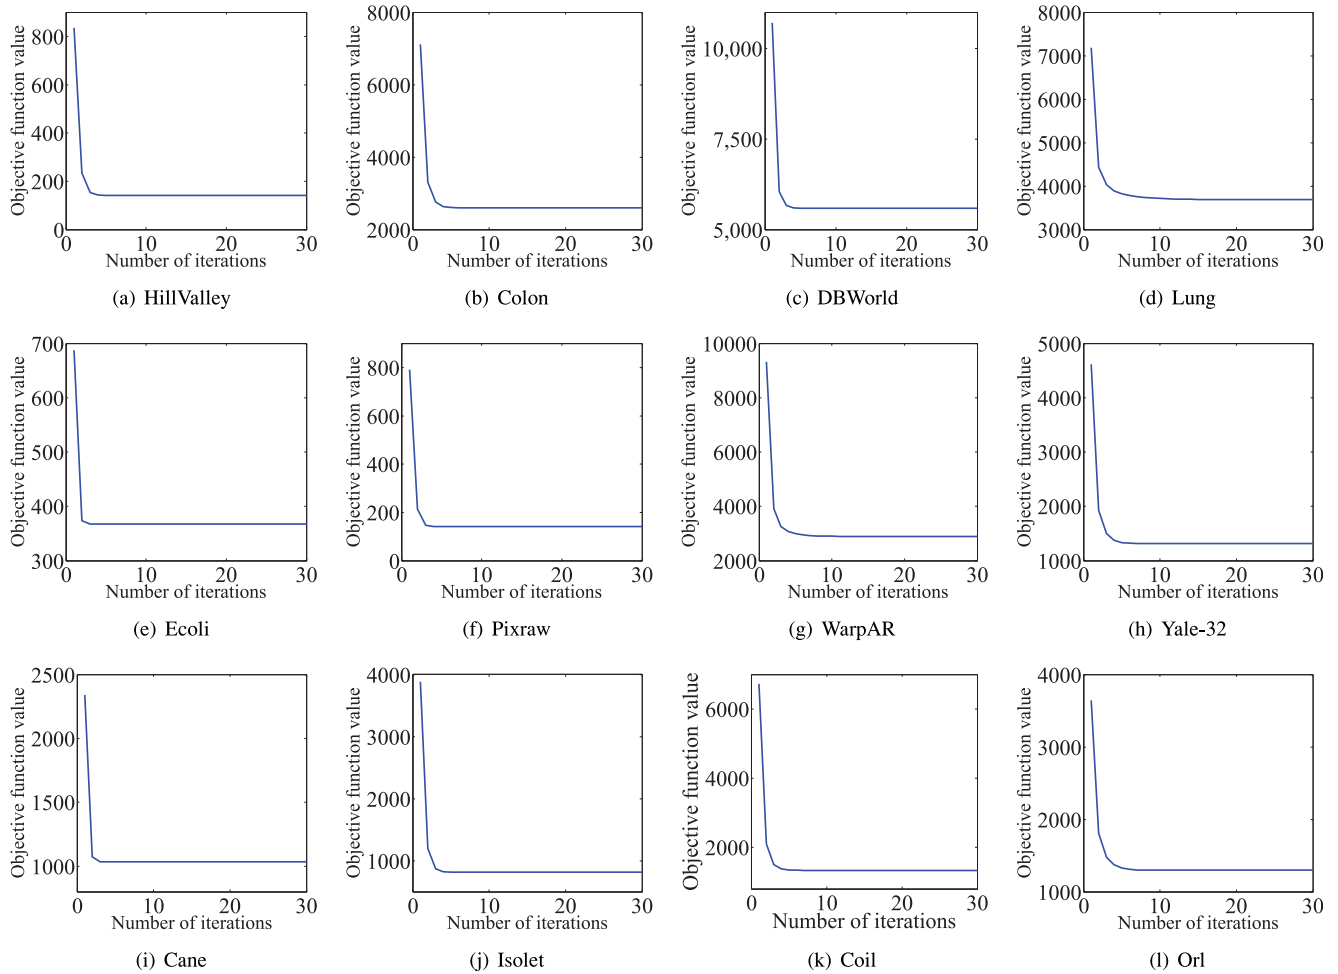 Objective function value
800
600
400
200
0
0 10 20 30
Number of iterations
(a) HillValley
Objective function value
8000
6000
4000
2000
0 10 20 30
Number of iterations
(b) Colon
Objective function value
10,000
7,500
5,000
0 10 20 30
Number of iterations
(c) DBWorld
Objective function value
8000
7000
6000
5000
4000
3000
0 10 20 30
Number of iterations
(d) Lung
Objective function value
700
600
500
400
300
0 10 20 30
Number of iterations
(e) Ecoli
Objective function value
800
600
400
200
0
0 10 20 30
Number of iterations
(f) Pixraw
Objective function value
10000
8000
6000
4000
2000
0 10 20 30
Number of iterations
(g) WarpAR
Objective function value
5000
4000
3000
2000
1000
0 10 20 30
Number of iterations
(h) Yale-32
Objective function value
2500
2000
1500
1000
0 10 20 30
Number of iterations
(i) Cane
Objective function value
4000
3000
2000
1000
0 10 20 30
Number of iterations
(j) Isolet
Objective function value
6000
4000
2000
0 10 20 30
Number of iterations
(k) Coil
Objective function value
4000
3000
2000
1000
0 10 20 30
Number of iterations
(l) Orl